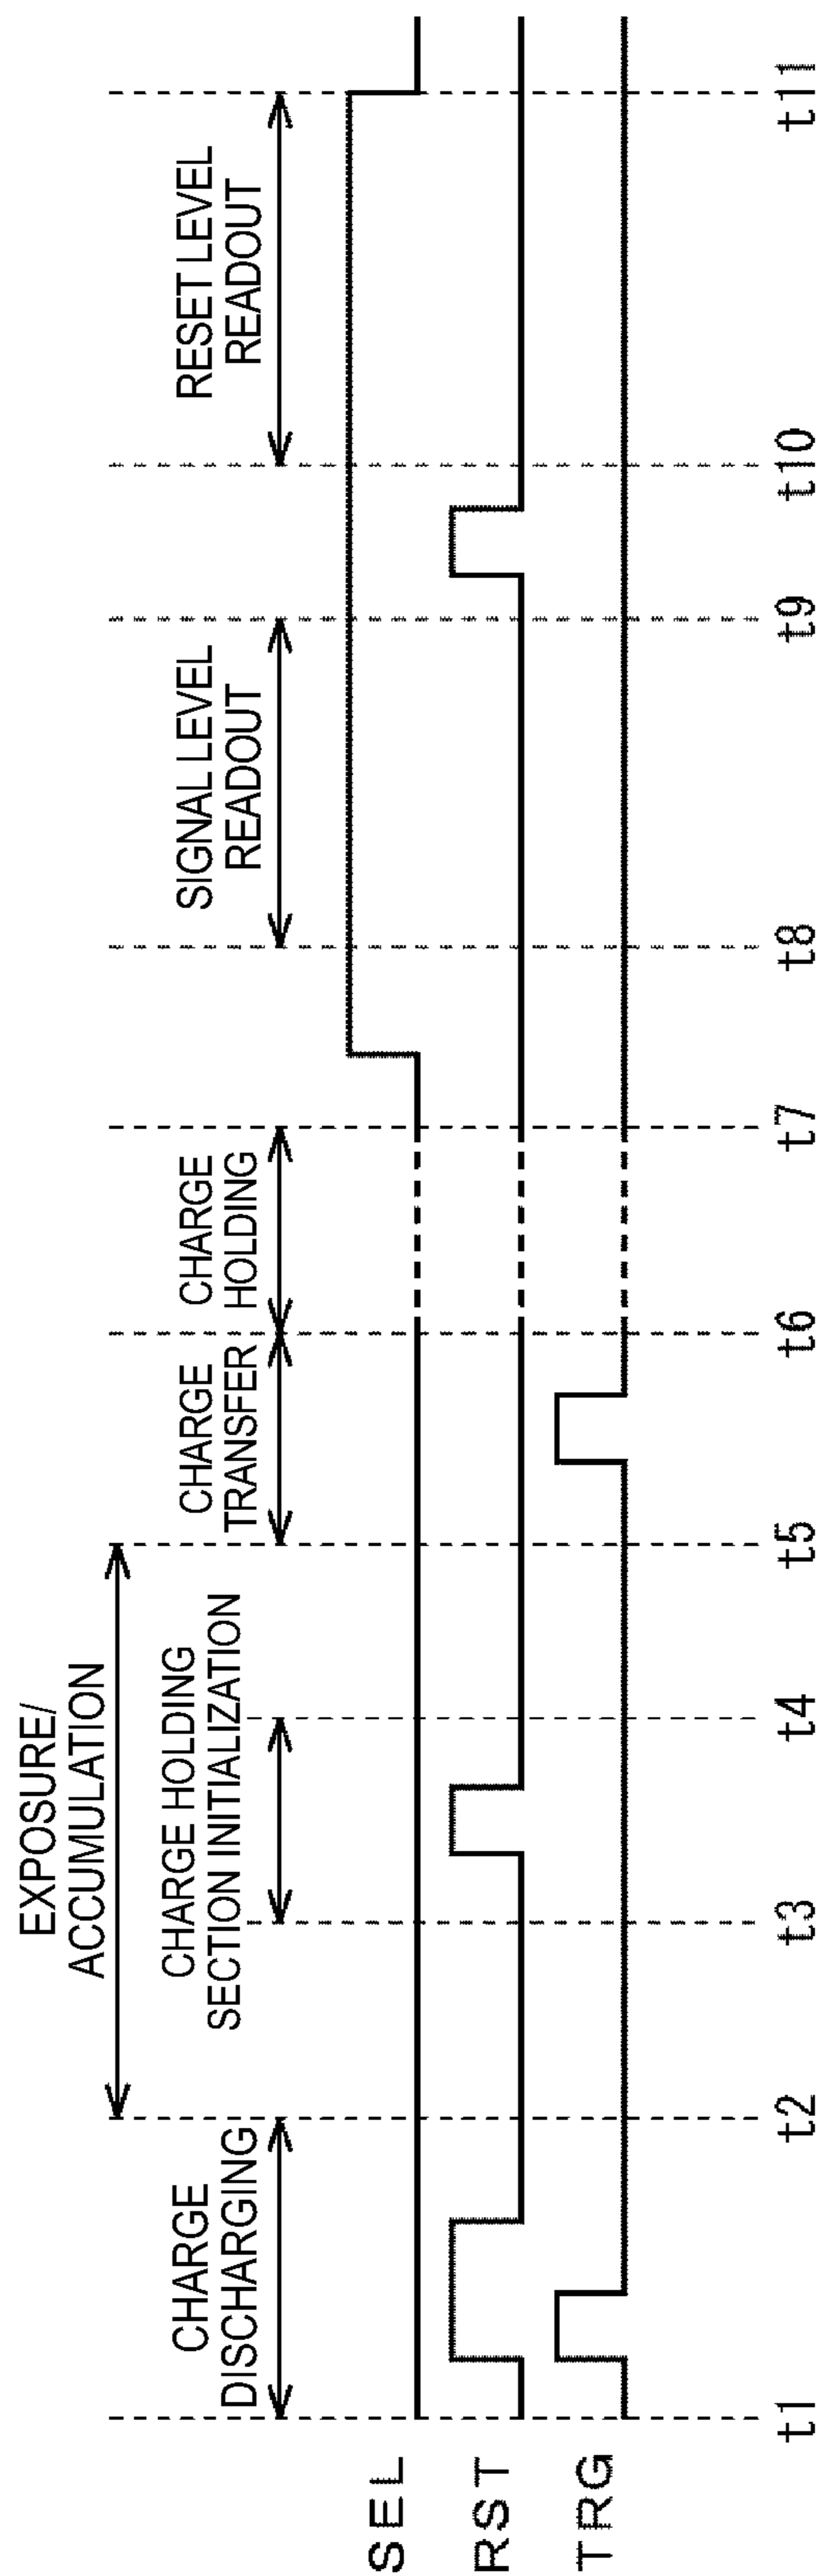 EXPOSURE/
ACCUMULATION
CHARGE
DISCHARGING
CHARGE HOLDING
SECTION INITIALIZATION
CHARGE
TRANSFER
CHARGE
HOLDING
SIGNAL LEVEL
READOUT
RESET LEVEL
READOUT
SEL
RST
TRG
t1 t2 t3 t4 t5 t6 t7 t8 t9 t10 t11